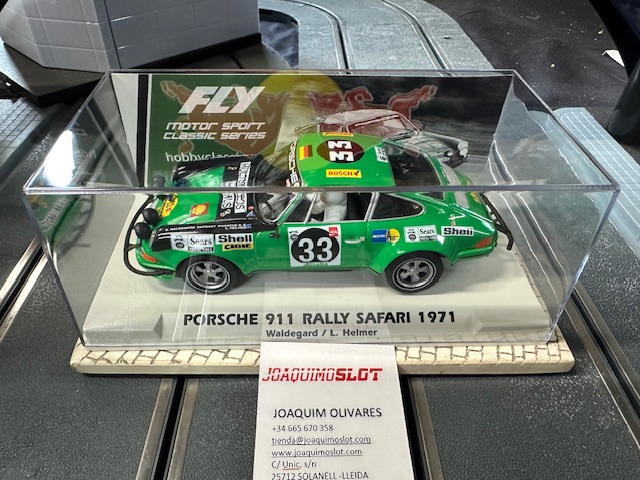 FLY
MOTOR SPORT
CLASSIC SERIES
hobbyclassic
33
BOSCH
Shell
Sears
Shell
33
Sears
Shell
PORSCHE 911 RALLY SAFARI 1971
Waldegard / L. Helmer
JOAQUIMOSLOT
JOAQUIM OLIVARES
+34 665 670 358
tienda@joaquimoslot.com
www.joaquimoslot.com
C/ Unic, s/n
25712 SOLANELL -LLEIDA